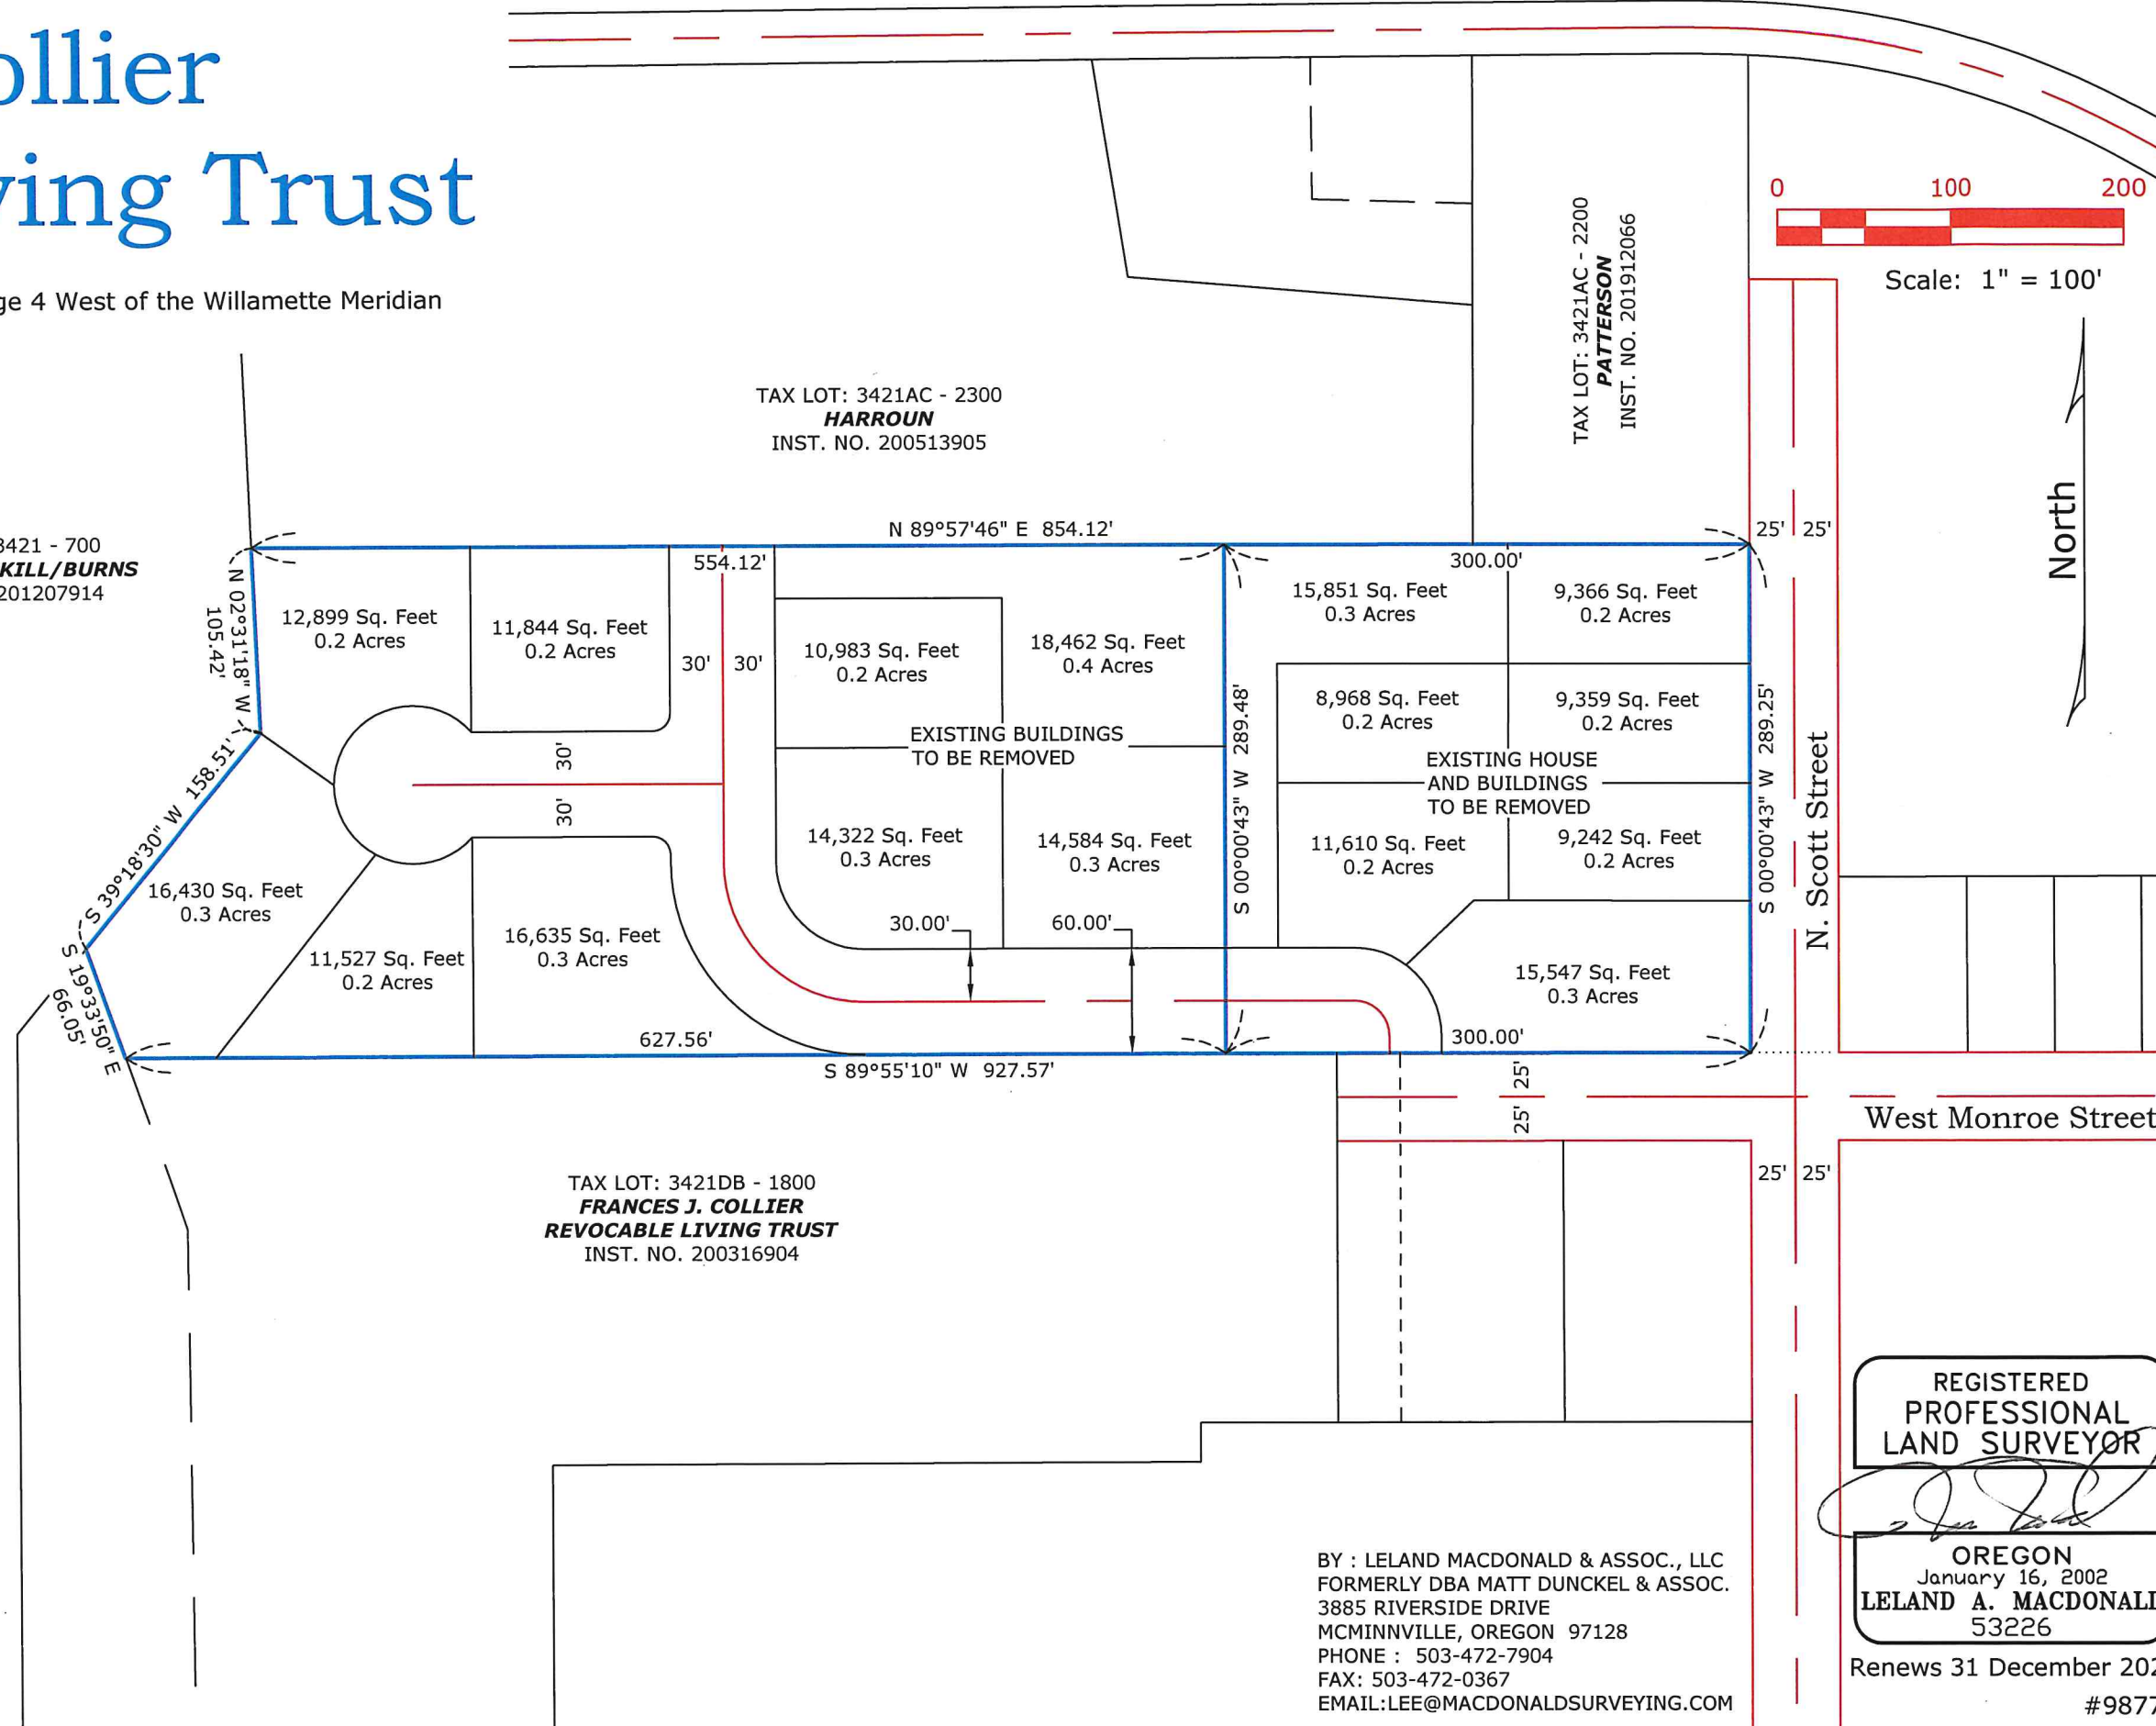 ollier
ving Trust
ge 4 West of the Willamette Meridian
0 100 200
Scale: 1" = 100'
North
TAX LOT: 3421AC - 2200
PATTERSON
INST. NO. 201912066
TAX LOT: 3421AC - 2300
HARROUN
INST. NO. 200513905
3421 - 700
KILL/BURNS
201207914
N 89°57'46" E 854.12'
554.12'
300.00'
25' 25'
N 02°31'18" W
105.42'
12,899 Sq. Feet
0.2 Acres
11,844 Sq. Feet
0.2 Acres
30' 30'
10,983 Sq. Feet
0.2 Acres
18,462 Sq. Feet
0.4 Acres
15,851 Sq. Feet
0.3 Acres
9,366 Sq. Feet
0.2 Acres
8,968 Sq. Feet
0.2 Acres
9,359 Sq. Feet
0.2 Acres
S 00°00'43" W 289.48'
S 00°00'43" W 289.25'
N. Scott Street
EXISTING BUILDINGS
TO BE REMOVED
EXISTING HOUSE
AND BUILDINGS
TO BE REMOVED
30'
30'
S 39°18'30" W 158.51'
14,322 Sq. Feet
0.3 Acres
14,584 Sq. Feet
0.3 Acres
11,610 Sq. Feet
0.2 Acres
9,242 Sq. Feet
0.2 Acres
16,430 Sq. Feet
0.3 Acres
11,527 Sq. Feet
0.2 Acres
16,635 Sq. Feet
0.3 Acres
30.00'
60.00'
15,547 Sq. Feet
0.3 Acres
S 19°33'50" E
66.05'
627.56'
300.00'
S 89°55'10" W 927.57'
25'
25'
West Monroe Street
25' 25'
TAX LOT: 3421DB - 1800
FRANCES J. COLLIER
REVOCABLE LIVING TRUST
INST. NO. 200316904
REGISTERED
PROFESSIONAL
LAND SURVEYOR
OREGON
January 16, 2002
LELAND A. MACDONALD
53226
Renews 31 December 202
#9877
BY : LELAND MACDONALD & ASSOC., LLC
FORMERLY DBA MATT DUNCKEL & ASSOC.
3885 RIVERSIDE DRIVE
MCMINNVILLE, OREGON 97128
PHONE : 503-472-7904
FAX: 503-472-0367
EMAIL:LEE@MACDONALDSURVEYING.COM